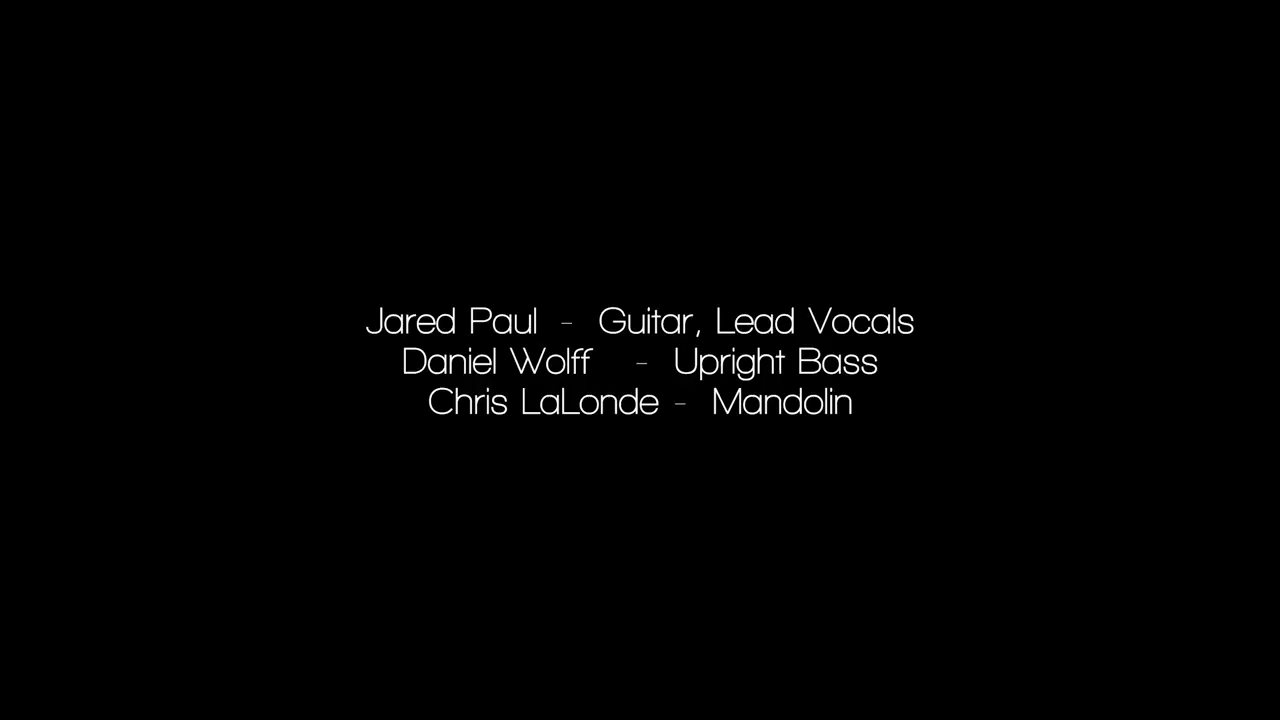 Jared Paul - Guitar, Lead Vocals
Daniel Wolff - Upright Bass
Chris LaLonde - Mandolin